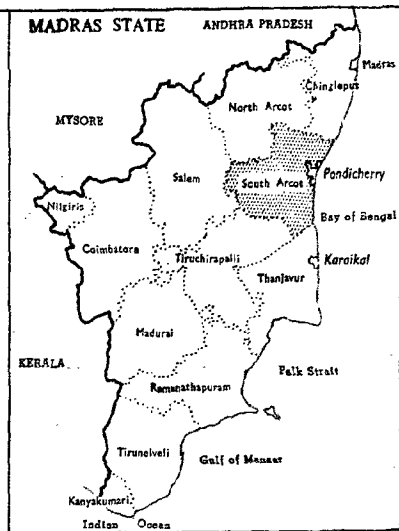 MADRAS STATE
ANDHRA PRADESH
Madras
Chingleput
North Arcot
MYSORE
Salem
South Arcot
Pondicherry
Nilgiris
Bay of Bengal
Coimbatore
Tiruchirapalli
Karaikal
Thanjavur
Madurai
KERALA
Palk Strait
Ramanathapuram
Tirunelveli
Gulf of Manaar
Kanyakumari
Indian Ocean